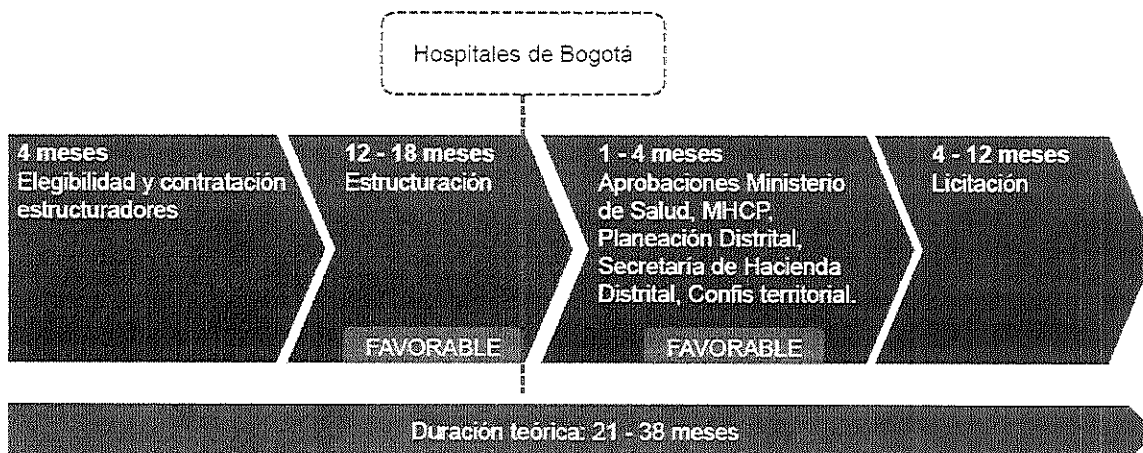 Hospitales de Bogotá
4 meses
Elegibilidad y contratación
estructuradores
12 - 18 meses
Estructuración
FAVORABLE
1 - 4 meses
Aprobaciones Ministerio
de Salud, MHCP,
Planeación Distrital,
Secretaría de Hacienda
Distrital, Confis territorial.
FAVORABLE
4 - 12 meses
Licitación
Duración teórica: 21 - 38 meses